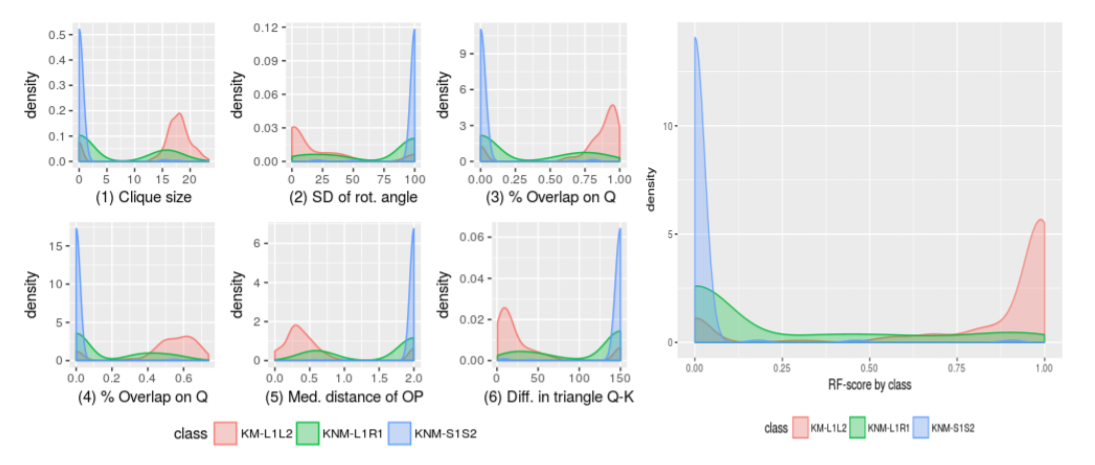 density
0.5
0.4
0.3
0.2
0.1
0.0
0 5 10 15 20
(1) Clique size
density
0.12
0.09
0.06
0.03
0.00
0 25 50 75 100
(2) SD of rot. angle
density
9
6
3
0
0.00 0.25 0.50 0.75 1.00
(3) % Overlap on Q
density
15
10
5
0
0.0 0.2 0.4 0.6
(4) % Overlap on Q
density
6
4
2
0
0.0 0.5 1.0 1.5 2.0
(5) Med. distance of OP
density
0.06
0.04
0.02
0.00
0 50 100 150
(6) Diff. in triangle Q-K
class KM-L1L2 KNM-L1R1 KNM-S1S2
density
10
5
0
0.00 0.25 0.50 0.75 1.00
RF-score by class
class KM-L1L2 KNM-L1R1 KNM-S1S2